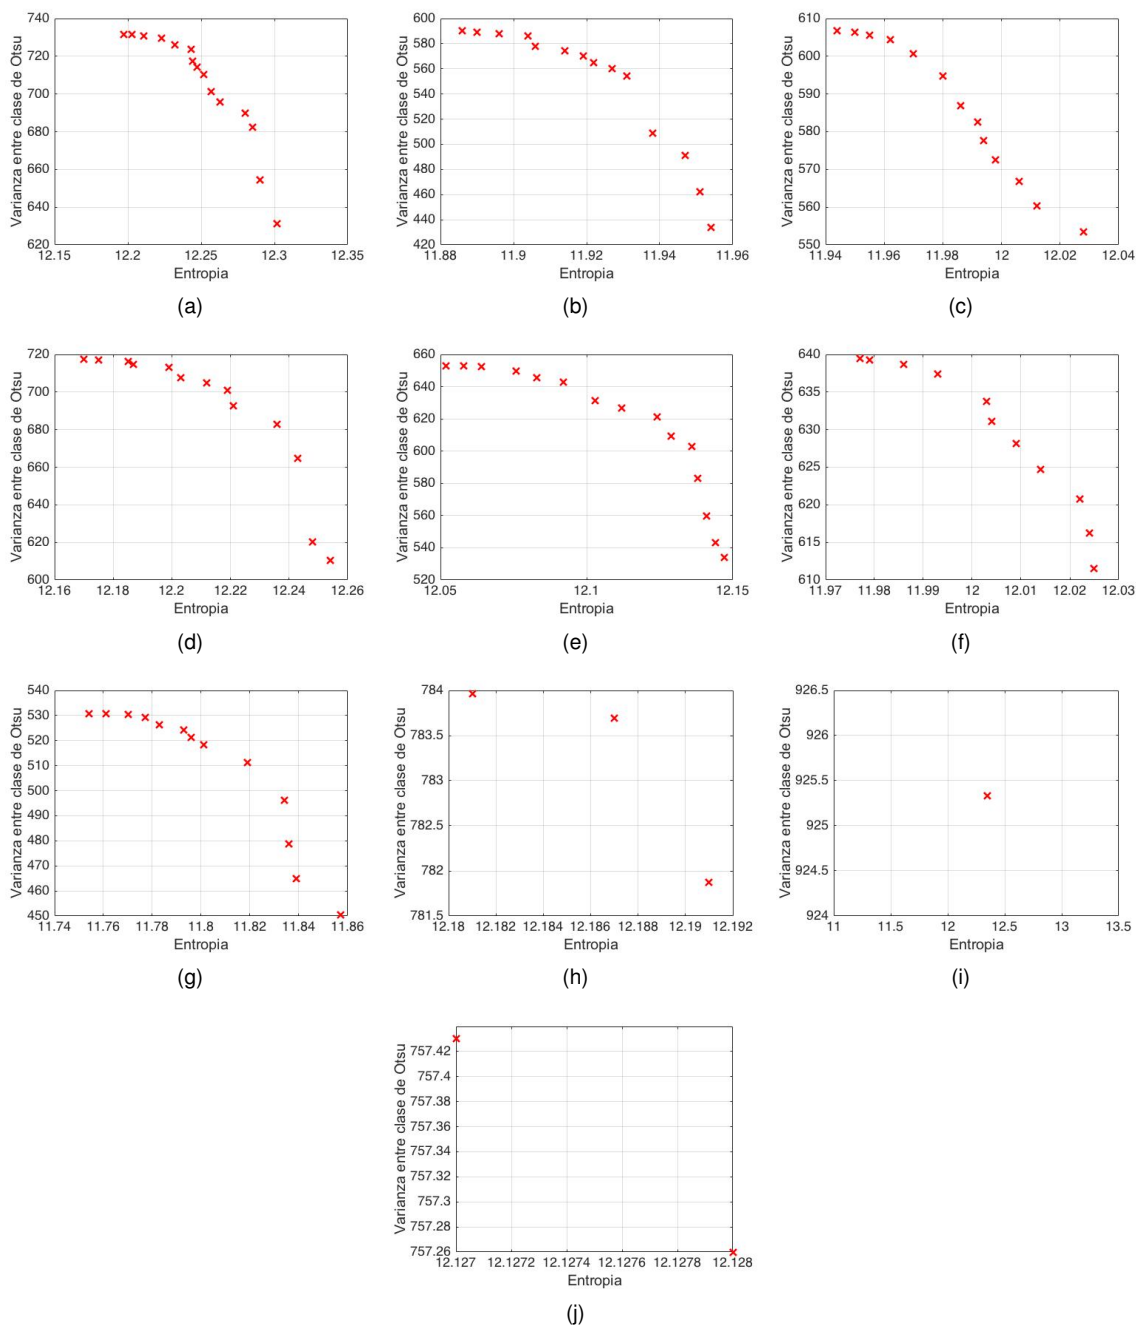 740
720
700
680
660
640
620
12.15 12.2 12.25 12.3 12.35
Varianza entre clase de Otsu
Entropia
(a)
600
580
560
540
520
500
480
460
440
420
11.88 11.9 11.92 11.94 11.96
Varianza entre clase de Otsu
Entropia
(b)
610
600
590
580
570
560
550
11.94 11.96 11.98 12 12.02 12.04
Varianza entre clase de Otsu
Entropia
(c)
720
700
680
660
640
620
600
12.16 12.18 12.2 12.22 12.24 12.26
Varianza entre clase de Otsu
Entropia
(d)
660
640
620
600
580
560
540
520
12.05 12.1 12.15
Varianza entre clase de Otsu
Entropia
(e)
640
635
630
625
620
615
610
11.97 11.98 11.99 12 12.01 12.02 12.03
Varianza entre clase de Otsu
Entropia
(f)
540
530
520
510
500
490
480
470
460
450
11.74 11.76 11.78 11.8 11.82 11.84 11.86
Varianza entre clase de Otsu
Entropia
(g)
784
783.5
783
782.5
782
781.5
12.18 12.182 12.184 12.186 12.188 12.19 12.192
Varianza entre clase de Otsu
Entropia
(h)
926.5
926
925.5
925
924.5
924
11 11.5 12 12.5 13 13.5
Varianza entre clase de Otsu
Entropia
(i)
757.42
757.4
757.38
757.36
757.34
757.32
757.3
757.28
757.26
12.127 12.1272 12.1274 12.1276 12.1278 12.128
Varianza entre clase de Otsu
Entropia
(j)